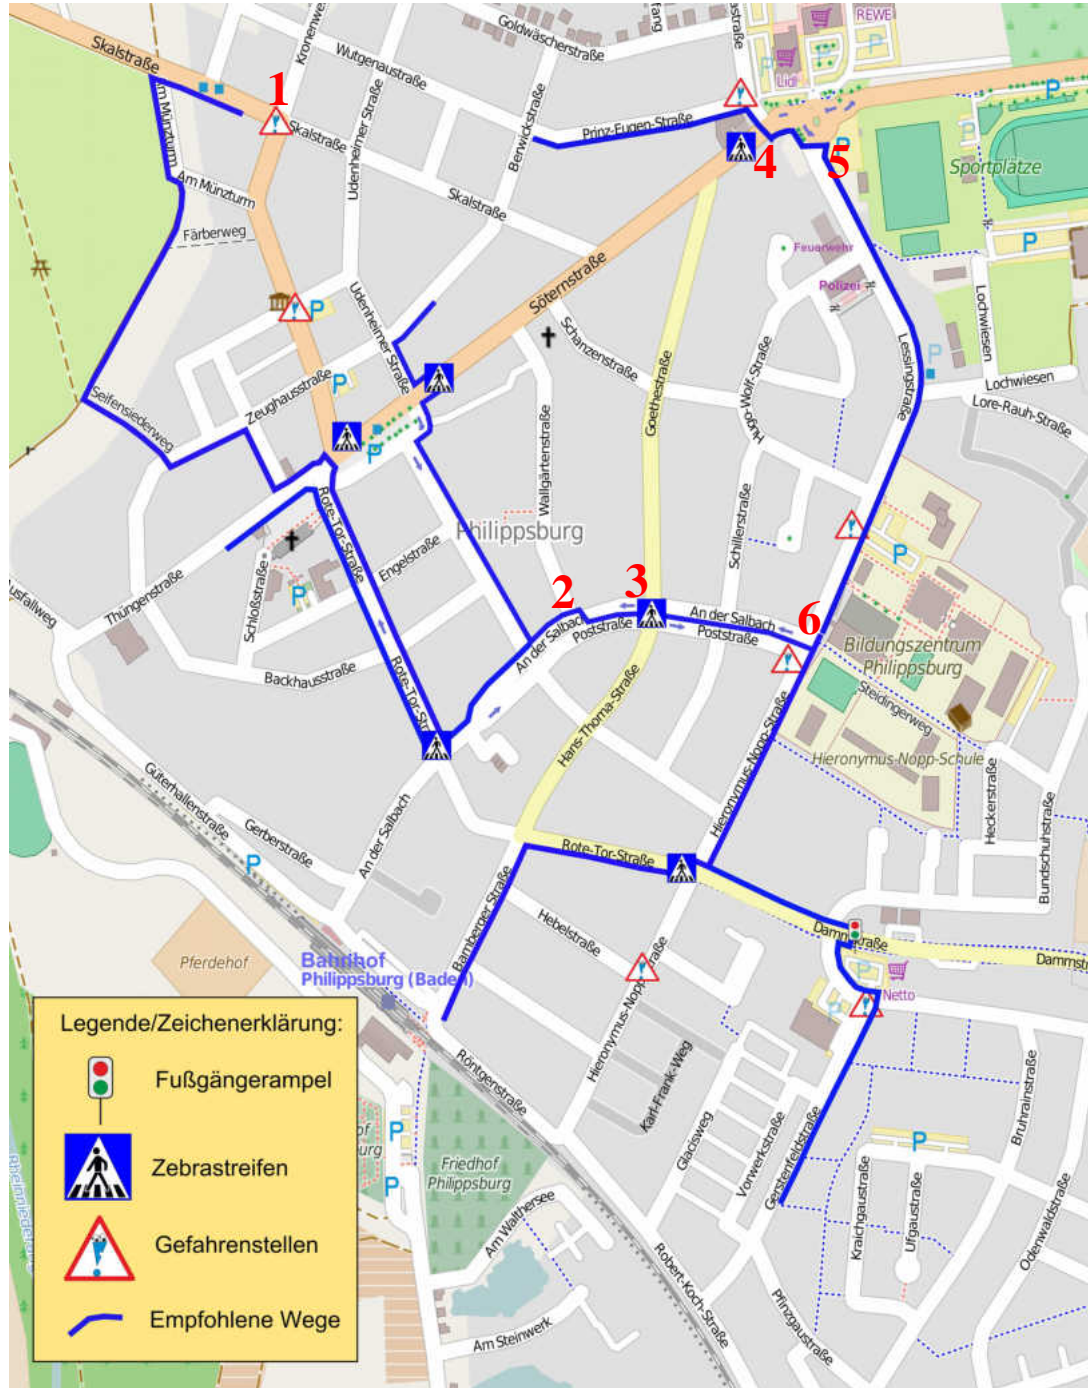 REWE
Goldwäscherstraße
Kronenwe
Skalstraße
Wutgenaustraße
fang
straße
Lidl
1
Am Münzturm
Skalstraße
Udenheimer Straße
Berwickstraße
Prinz-Eugen-Straße
4
5
Sportplätze
Am Münzturm
Skalstraße
Färberweg
Feuerwehr
Polizei
Söternstraße
Udenheimer Straße
Schanzenstraße
Goethestraße
Hugo-Wolf-Straße
Lessingstraße
Lochwiesen
Lochwiesen
Lore-Rauh-Straße
Zeughausstraße
Seifensiederweg
Wallgärtenstraße
Rote-Tor-Straße
Philippsburg
Schillerstraße
Engelstraße
Thüngenstraße
Schloßstraße
usfallweg
2
3
6
An der Salbach
Poststraße
An der Salbach
Poststraße
Bildungszentrum
Philippsburg
Backhausstraße
Rote-Tor-Str
Steidingerweg
Hans-Thoma-Straße
Hieronymus-Nopp-Straße
Hieronymus-Nopp-Schule
Güterhallenstraße
Gerberstraße
An der Salbach
Heckerstraße
Bundschuhstraße
Rote-Tor-Straße
Bamberger Straße
Hebelstraße
Dammstraße
Dammstr
Pferdehof
Bahnhof
Philippsburg (Baden)
Netto
Hieronymus-Nopp-Straße
Karl-Frank-Weg
Röntgenstraße
Glacisweg
Vorwerkstraße
Gerstenfeldstraße
Bruhrainstraße
Kraichgaustraße
Ufgaustraße
Odenwaldstraße
Friedhof
Philippsburg
Am Walthersee
Robert-Koch-Straße
Pfinzgaustraße
Am Steinwerk
Legende/Zeichenerklärung:
Fußgängerampel
Zebrastreifen
Gefahrenstellen
Empfohlene Wege